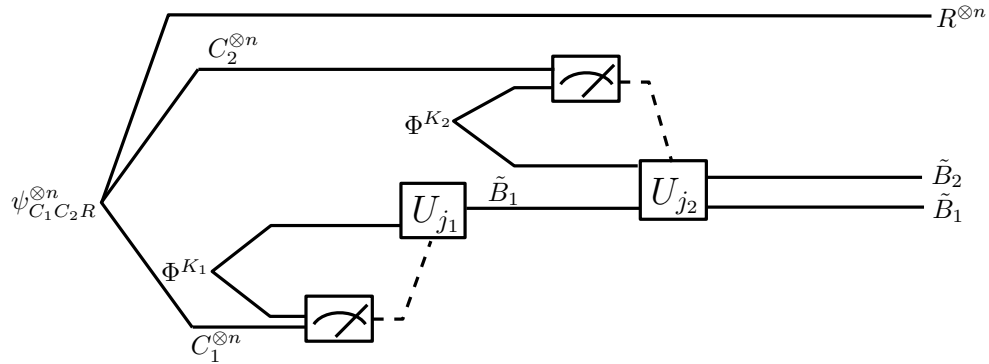 R^{⊗n}
C_2^{⊗n}
Φ^{K_2}
ψ^{⊗n}_{C_1C_2R}
B̃_1
U_{j_2}
B̃_2
B̃_1
U_{j_1}
Φ^{K_1}
C_1^{⊗n}